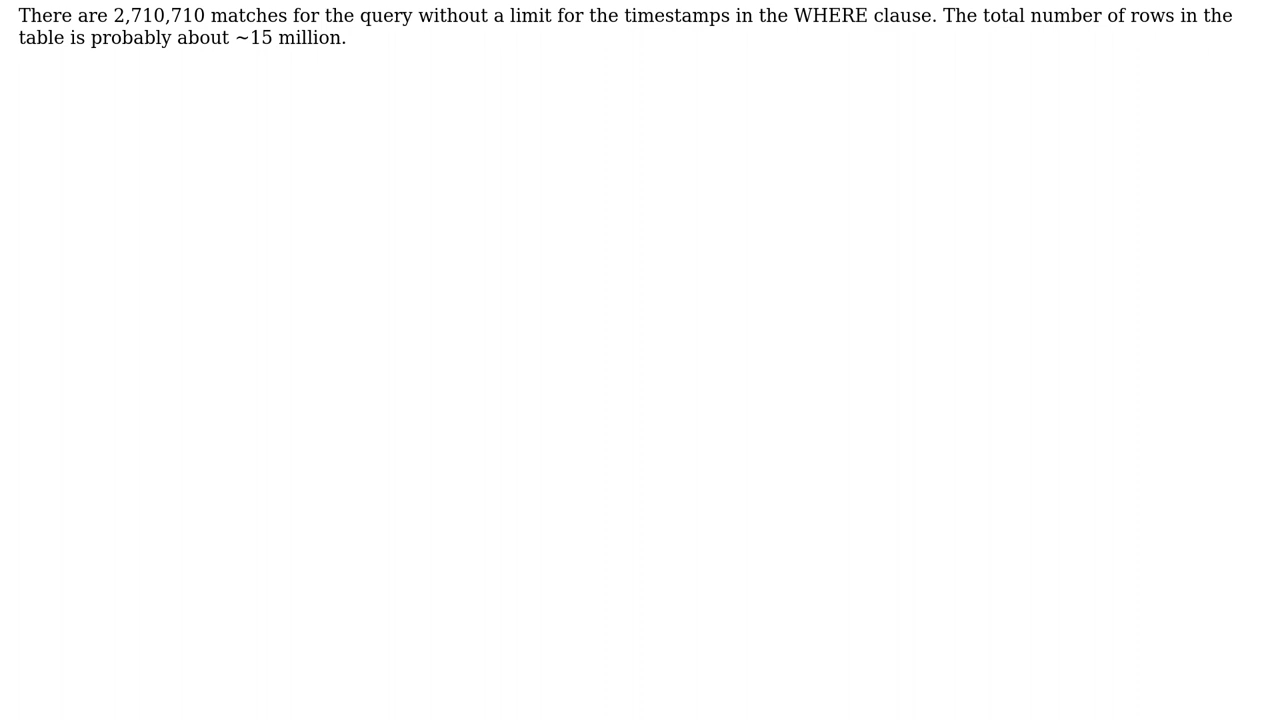 There are 2,710,710 matches for the query without a limit for the timestamps in the WHERE clause. The total number of rows in the
table is probably about ~15 million.